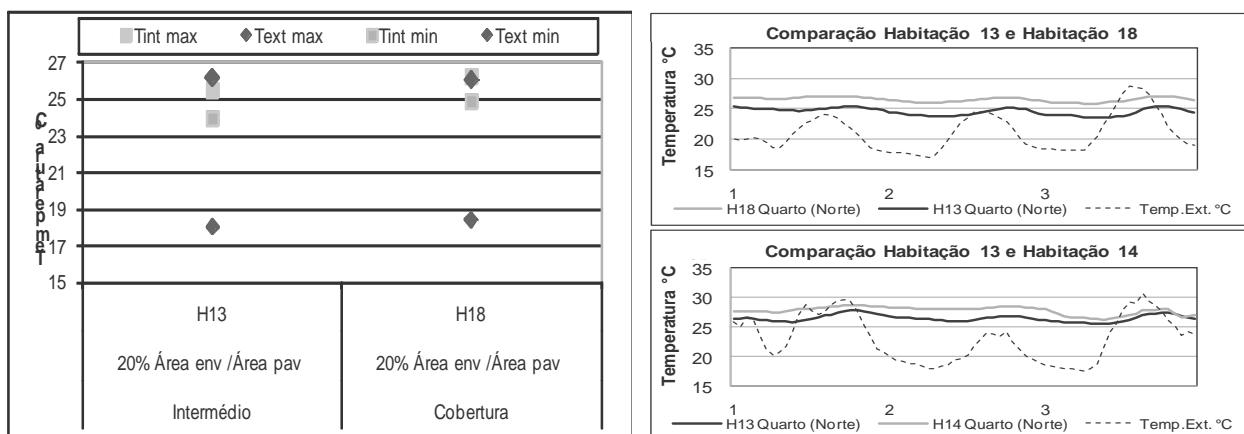 Tint max Text max Tint min Text min
27
25
23
21
19
17
15
Temperatura °C
H13 H18
20% Área env /Área pav 20% Área env /Área pav
Intermédio Cobertura
Comparação Habitação 13 e Habitação 18
Temperatura °C
35
30
25
20
15
1 2 3
H18 Quarto (Norte) H13 Quarto (Norte) Temp.Ext. °C
Comparação Habitação 13 e Habitação 14
Temperatura °C
35
30
25
20
15
1 2 3
H13 Quarto (Norte) H14 Quarto (Norte) Temp.Ext. °C